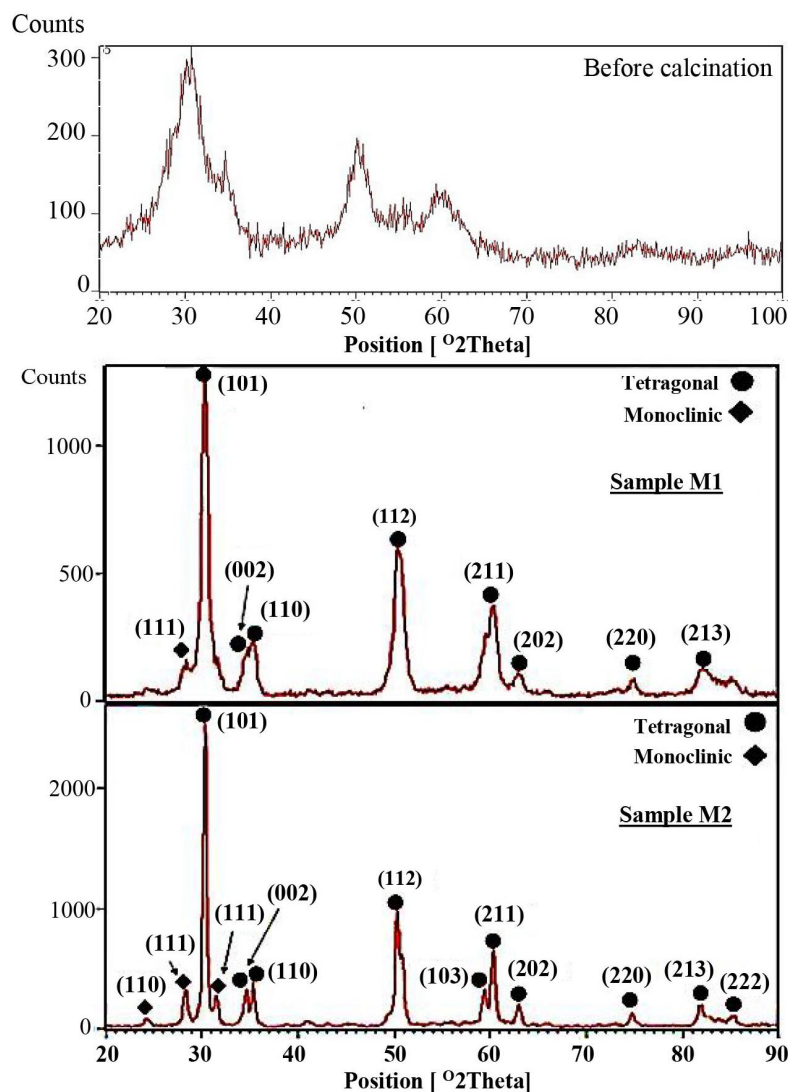 Counts
Before calcination
300
200
100
0
20 30 40 50 60 70 80 90 100
Position [ ᴼ2Theta]
Counts
(101)
Tetragonal
Monoclinic
1000
Sample M1
(112)
500
(002)
(211)
(110)
(111)
(202)
(220)
(213)
0
(101)
Tetragonal
Monoclinic
2000
Sample M2
(002)
(112)
1000
(111)
(211)
(111)
(110)
(110)
(103)
(202)
(220)
(213)
(222)
0
20 30 40 50 60 70 80 90
Position [ ᴼ2Theta]